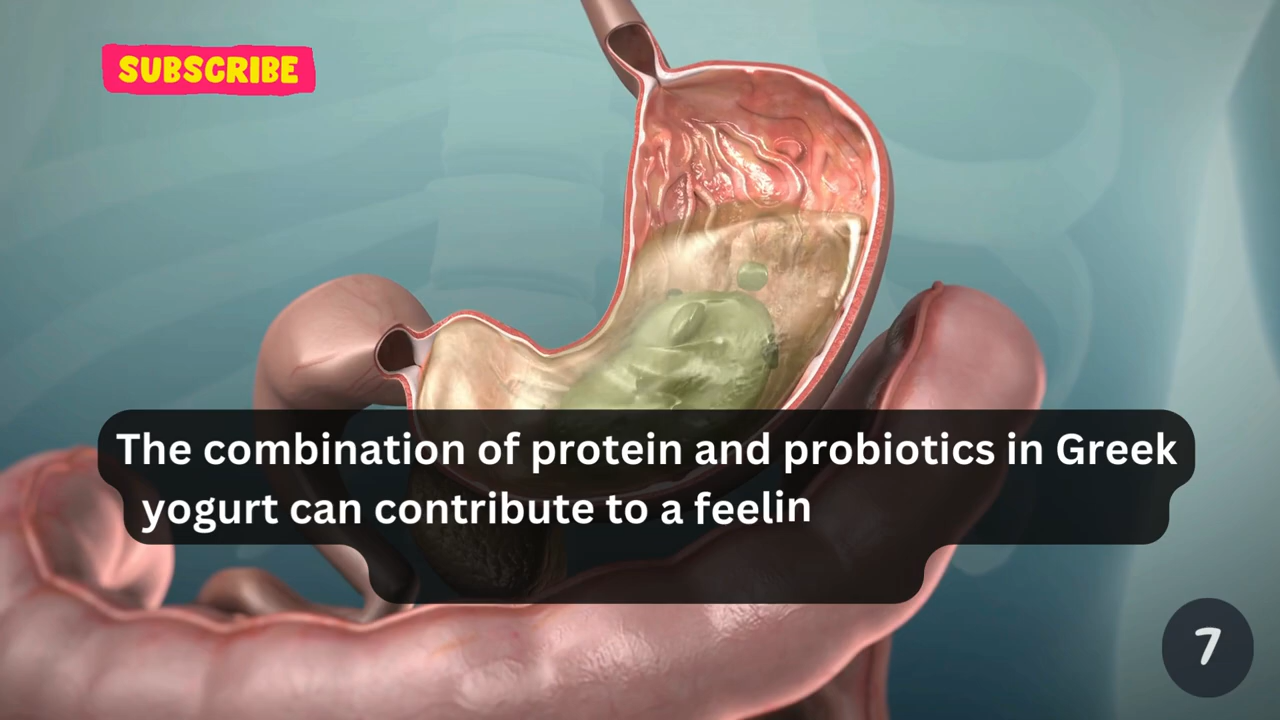 SUBSCRIBE
The combination of protein and probiotics in Greek
yogurt can contribute to a feelin
7